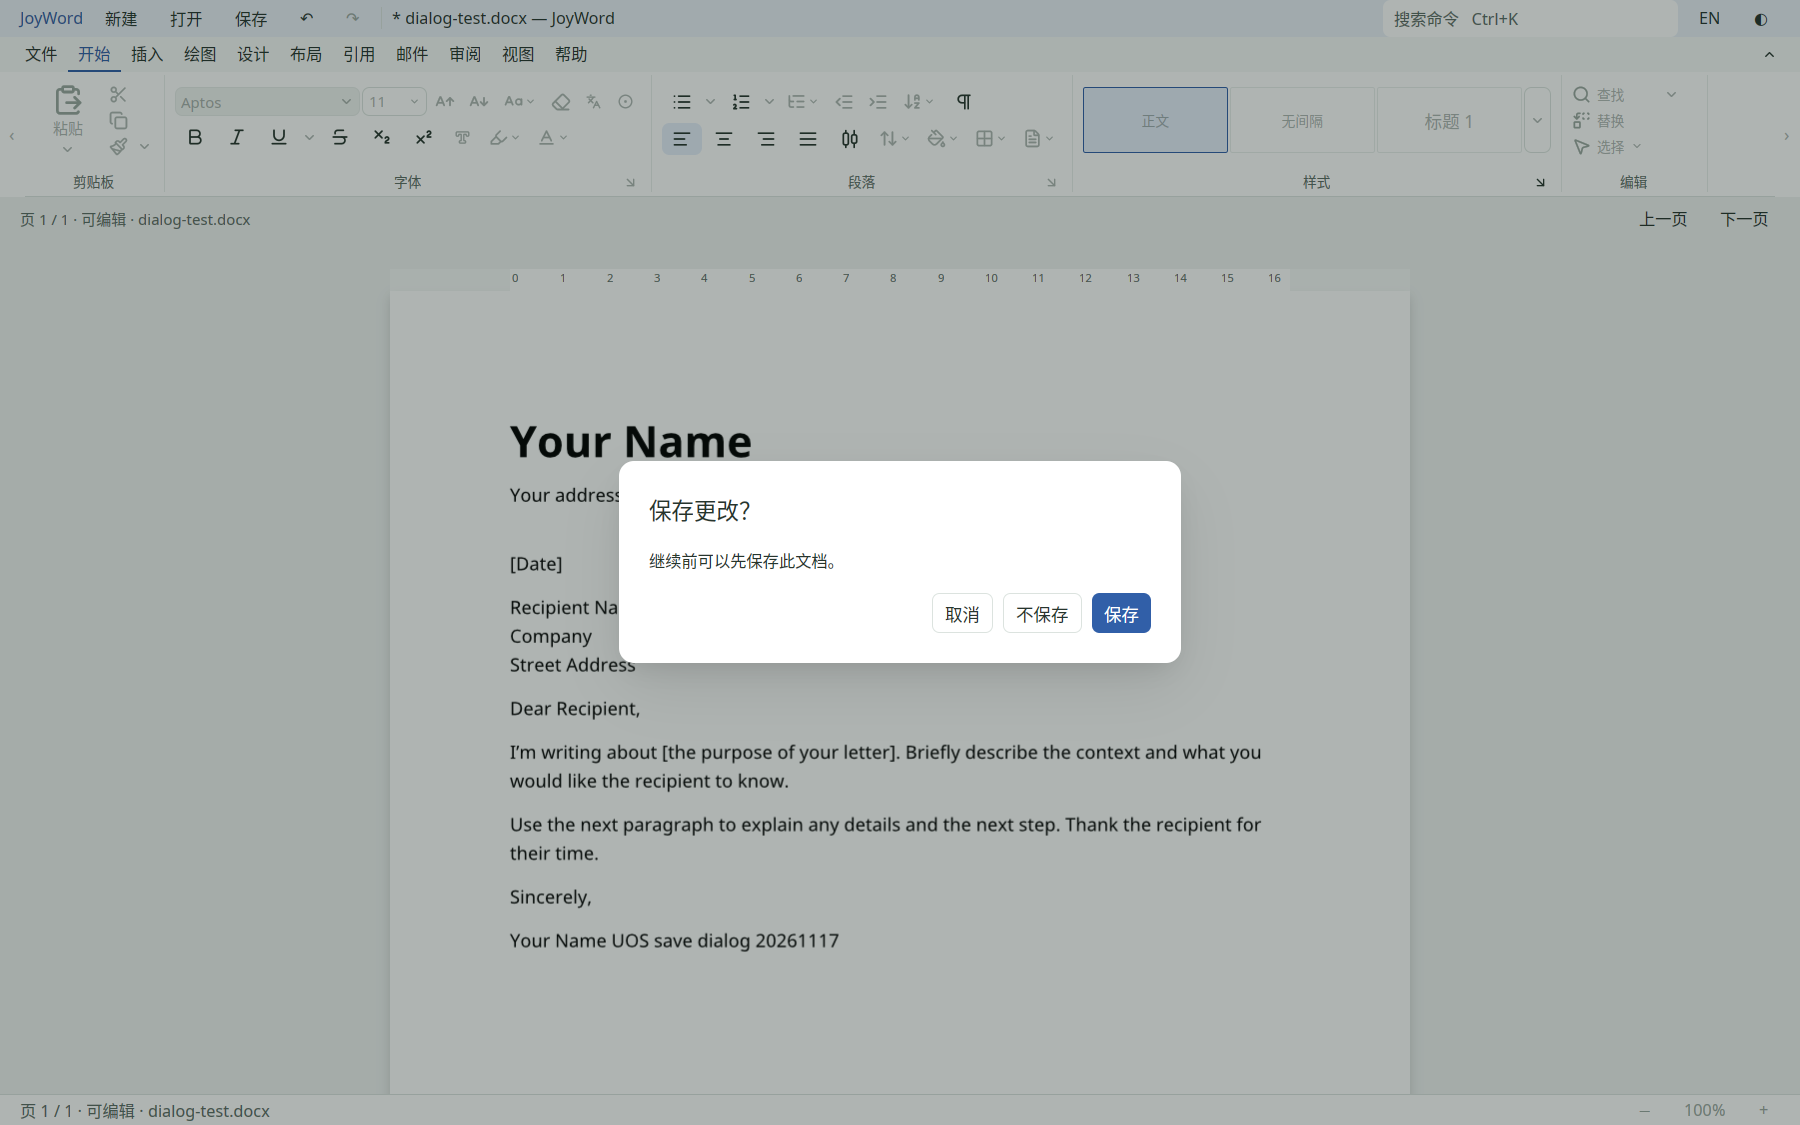 JoyWord 新建 打开 保存 * dialog-test.docx — JoyWord 搜索命令 Ctrl+K EN
文件 开始 插入 绘图 设计 布局 引用 邮件 审阅 视图 帮助
粘贴
剪贴板
Aptos 11
字体
段落
正文 无间隔 标题 1
样式
查找
替换
选择
编辑
页 1 / 1 · 可编辑 · dialog-test.docx 上一页 下一页
0 1 2 3 4 5 6 7 8 9 10 11 12 13 14 15 16
Your Name
Your address
[Date]
Recipient Na
Company
Street Address
Dear Recipient,
I’m writing about [the purpose of your letter]. Briefly describe the context and what you
would like the recipient to know.
Use the next paragraph to explain any details and the next step. Thank the recipient for
their time.
Sincerely,
Your Name UOS save dialog 20261117
保存更改？
继续前可以先保存此文档。
取消 不保存 保存
页 1 / 1 · 可编辑 · dialog-test.docx — 100% +